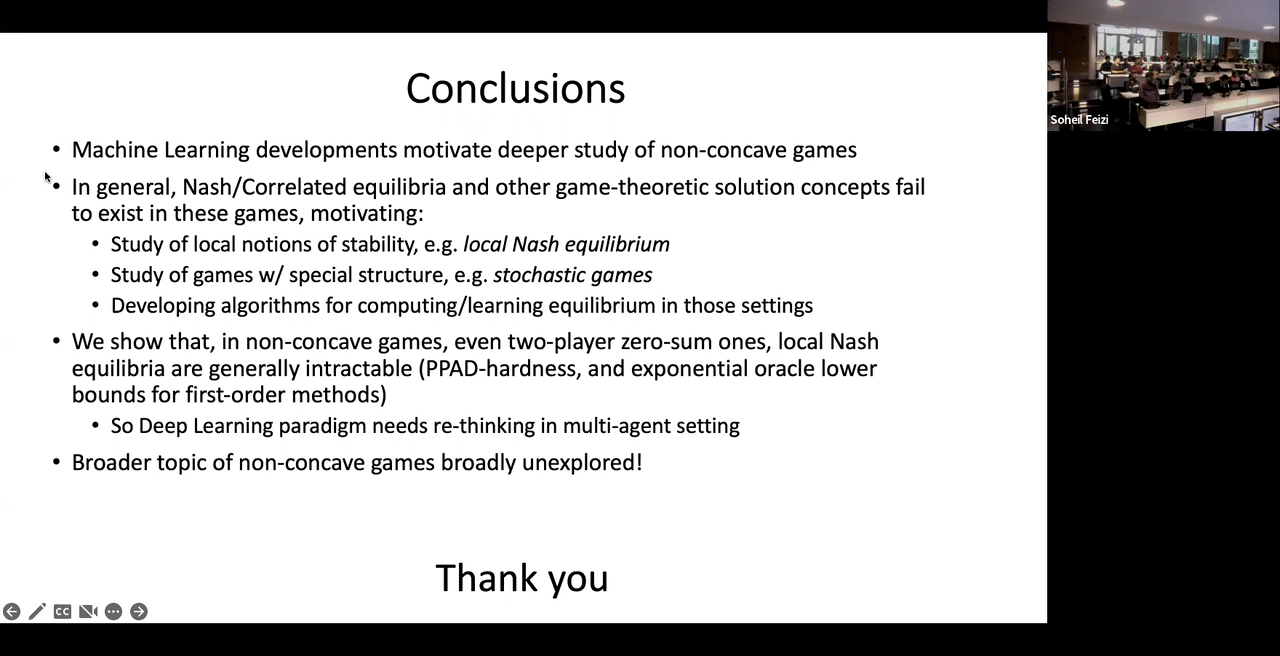 Conclusions
• Machine Learning developments motivate deeper study of non-concave games
• In general, Nash/Correlated equilibria and other game-theoretic solution concepts fail
to exist in these games, motivating:
• Study of local notions of stability, e.g. local Nash equilibrium
• Study of games w/ special structure, e.g. stochastic games
• Developing algorithms for computing/learning equilibrium in those settings
• We show that, in non-concave games, even two-player zero-sum ones, local Nash
equilibria are generally intractable (PPAD-hardness, and exponential oracle lower
bounds for first-order methods)
• So Deep Learning paradigm needs re-thinking in multi-agent setting
• Broader topic of non-concave games broadly unexplored!
Thank you
CC
Soheil Feizi